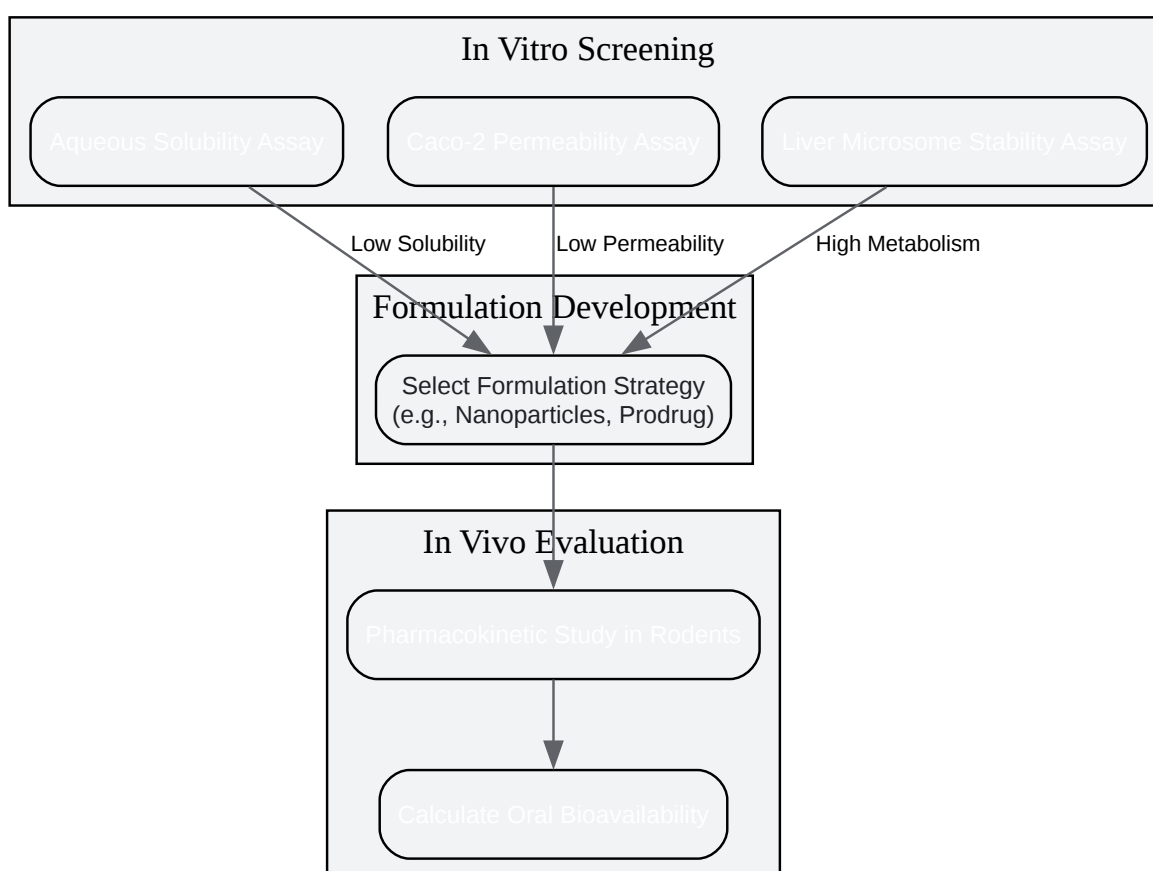 In Vitro Screening
Aqueous Solubility Assay
Caco-2 Permeability Assay
Liver Microsome Stability Assay
Low Solubility
Low Permeability
High Metabolism
Formulation Development
Select Formulation Strategy
(e.g., Nanoparticles, Prodrug)
In Vivo Evaluation
Pharmacokinetic Study in Rodents
Calculate Oral Bioavailability